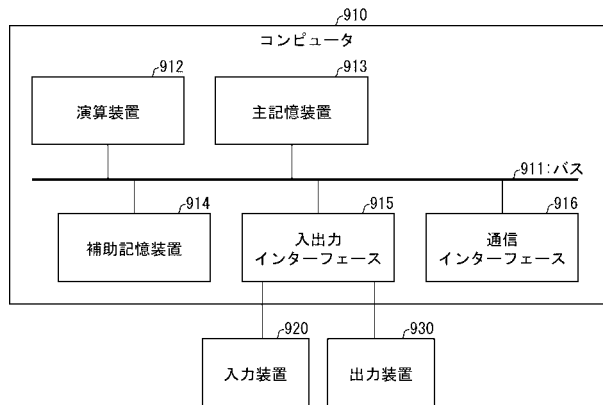 910
コンピュータ
912
913
演算装置
主記憶装置
911:バス
914
915
916
補助記憶装置
入出力
インターフェース
通信
インターフェース
920
930
入力装置
出力装置